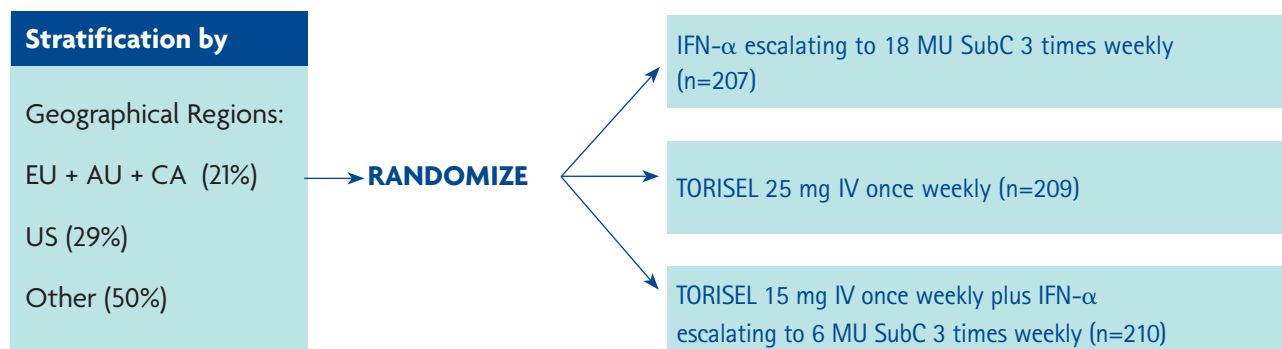 Stratification by
Geographical Regions:
EU + AU + CA (21%)
US (29%)
Other (50%)
RANDOMIZE
IFN-α escalating to 18 MU SubC 3 times weekly
(n=207)
TORISEL 25 mg IV once weekly (n=209)
TORISEL 15 mg IV once weekly plus IFN-α
escalating to 6 MU SubC 3 times weekly (n=210)